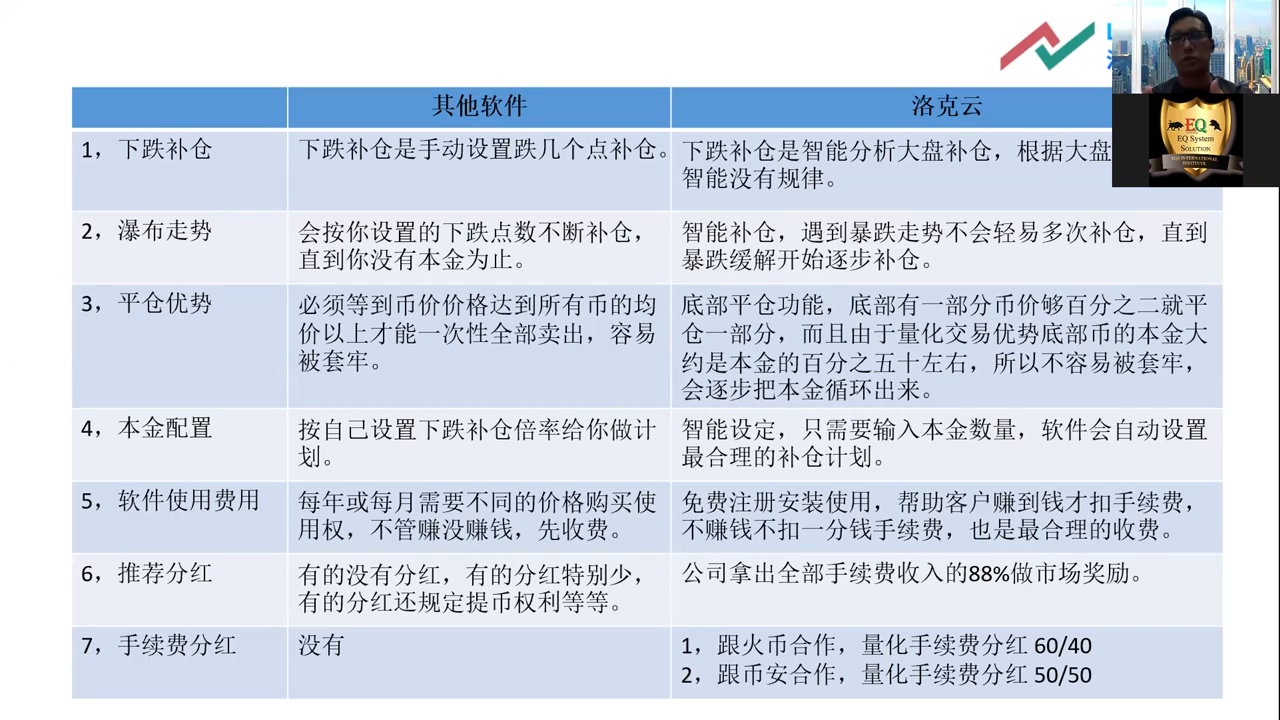 其他软件
洛克云
1，下跌补仓
下跌补仓是手动设置跌几个点补仓。
下跌补仓是智能分析大盘补仓，根据大盘
智能没有规律。
2，瀑布走势
会按你设置的下跌点数不断补仓，
直到你没有本金为止。
智能补仓，遇到暴跌走势不会轻易多次补仓，直到
暴跌缓解开始逐步补仓。
3，平仓优势
必须等到币价价格达到所有币的均
价以上才能一次性全部卖出，容易
被套牢。
底部平仓功能，底部有一部分币价够百分之二就平
仓一部分，而且由于量化交易优势底部币的本金大
约是本金的百分之五十左右，所以不容易被套牢，
会逐步把本金循环出来。
4，本金配置
按自己设置下跌补仓倍率给你做计
划。
智能设定，只需要输入本金数量，软件会自动设置
最合理的补仓计划。
5，软件使用费用
每年或每月需要不同的价格购买使
用权，不管赚没赚钱，先收费。
免费注册安装使用，帮助客户赚到钱才扣手续费，
不赚钱不扣一分钱手续费，也是最合理的收费。
6，推荐分红
有的没有分红，有的分红特别少，
有的分红还规定提币权利等等。
公司拿出全部手续费收入的88%做市场奖励。
7，手续费分红
没有
1，跟火币合作，量化手续费分红 60/40
2，跟币安合作，量化手续费分红 50/50
EQ
EQ System
Solution
EQS INTERNATIONAL
INSTITUTE